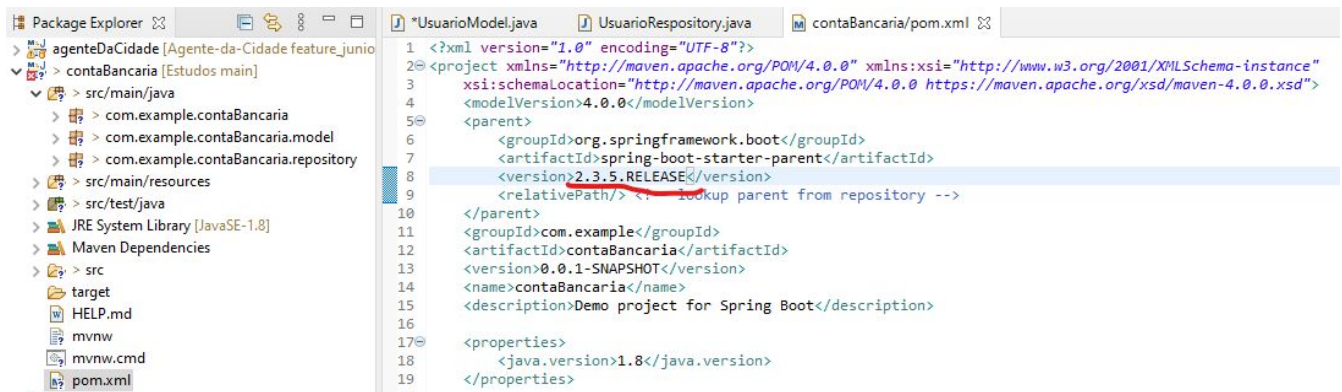 Package Explorer
> agenteDaCidade [Agente-da-Cidade feature_junio
> contaBancaria [Estudos main]
> src/main/java
> com.example.contaBancaria
> com.example.contaBancaria.model
> com.example.contaBancaria.repository
> src/main/resources
> src/test/java
JRE System Library [JavaSE-1.8]
Maven Dependencies
> src
target
HELP.md
mvnw
mvnw.cmd
pom.xml
*UsuarioModel.java
UsuarioRespository.java
contaBancaria/pom.xml
1 <?xml version="1.0" encoding="UTF-8"?>
2 <project xmlns="http://maven.apache.org/POM/4.0.0" xmlns:xsi="http://www.w3.org/2001/XMLSchema-instance"
3 xsi:schemaLocation="http://maven.apache.org/POM/4.0.0 https://maven.apache.org/xsd/maven-4.0.0.xsd">
4 <modelVersion>4.0.0</modelVersion>
5 <parent>
6 <groupId>org.springframework.boot</groupId>
7 <artifactId>spring-boot-starter-parent</artifactId>
8 <version>2.3.5.RELEASE</version>
9 <relativePath/> <!-- lookup parent from repository -->
10 </parent>
11 <groupId>com.example</groupId>
12 <artifactId>contaBancaria</artifactId>
13 <version>0.0.1-SNAPSHOT</version>
14 <name>contaBancaria</name>
15 <description>Demo project for Spring Boot</description>
16
17 <properties>
18 <java.version>1.8</java.version>
19 </properties>